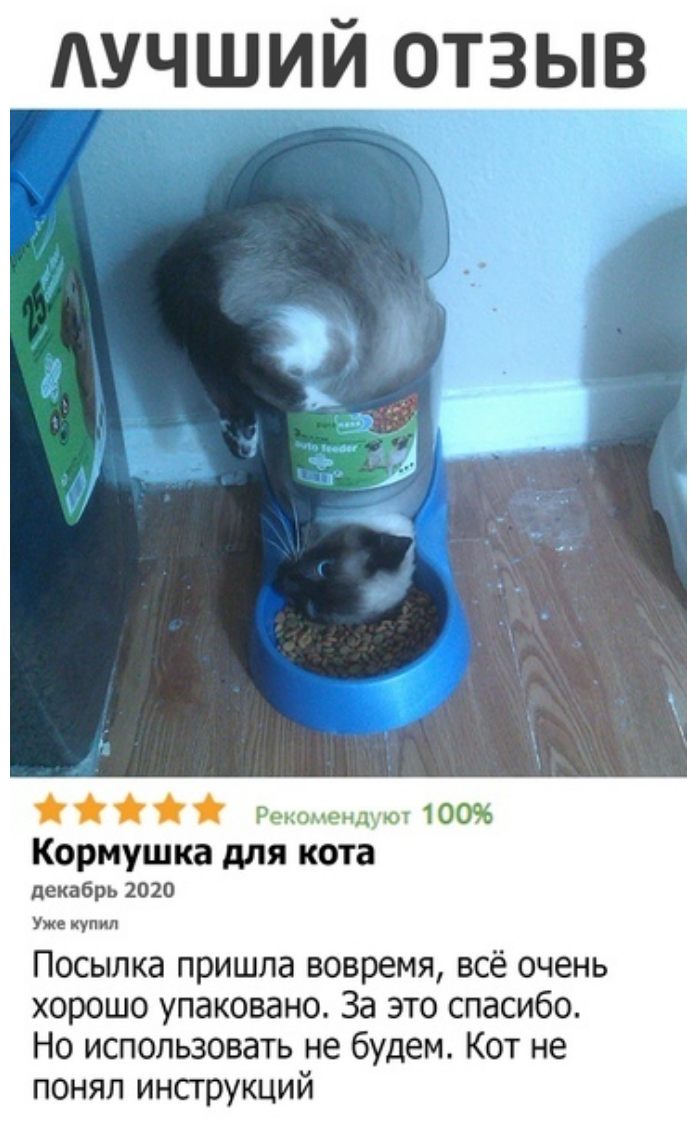 ЛУЧШИЙ ОТЗЫВ
25
auto feeder
Рекомендуют 100%
Кормушка для кота
декабрь 2020
Уже купил
Посылка пришла вовремя, всё очень
хорошо упаковано. За это спасибо.
Но использовать не будем. Кот не
понял инструкций